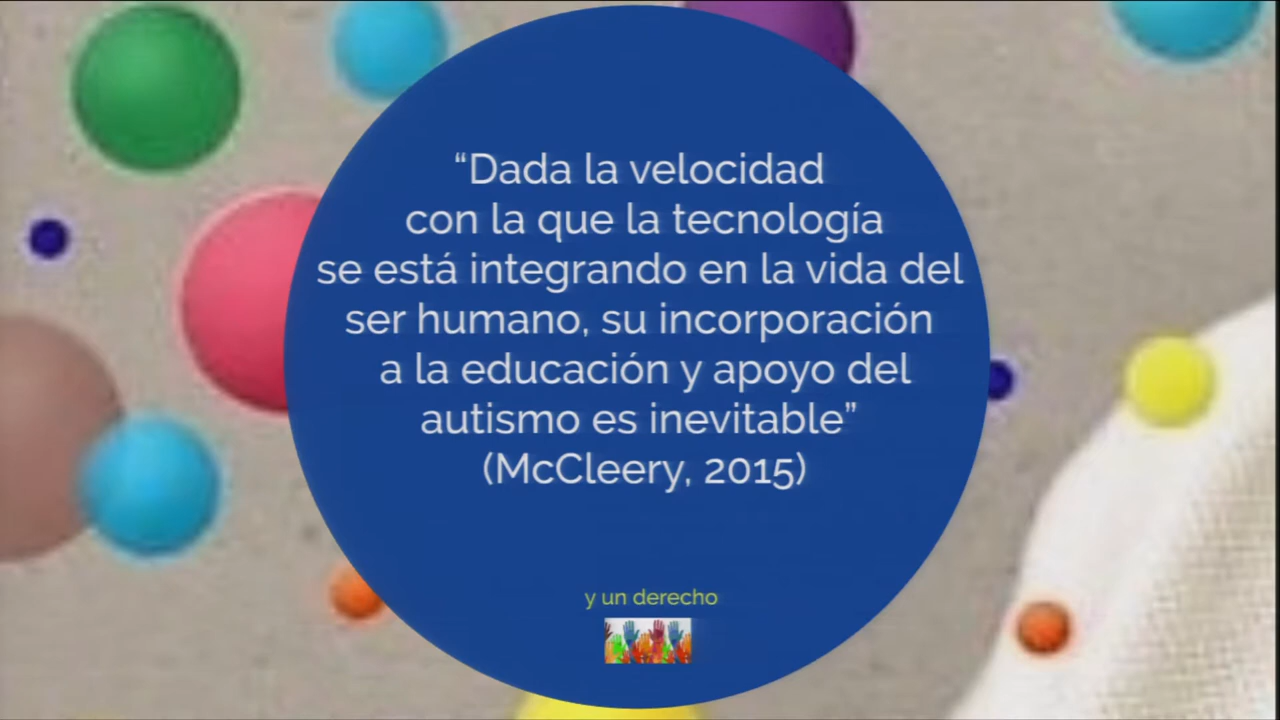 “Dada la velocidad
con la que la tecnología
se está integrando en la vida del
ser humano, su incorporación
a la educación y apoyo del
autismo es inevitable”
(McCleery, 2015)
y un derecho